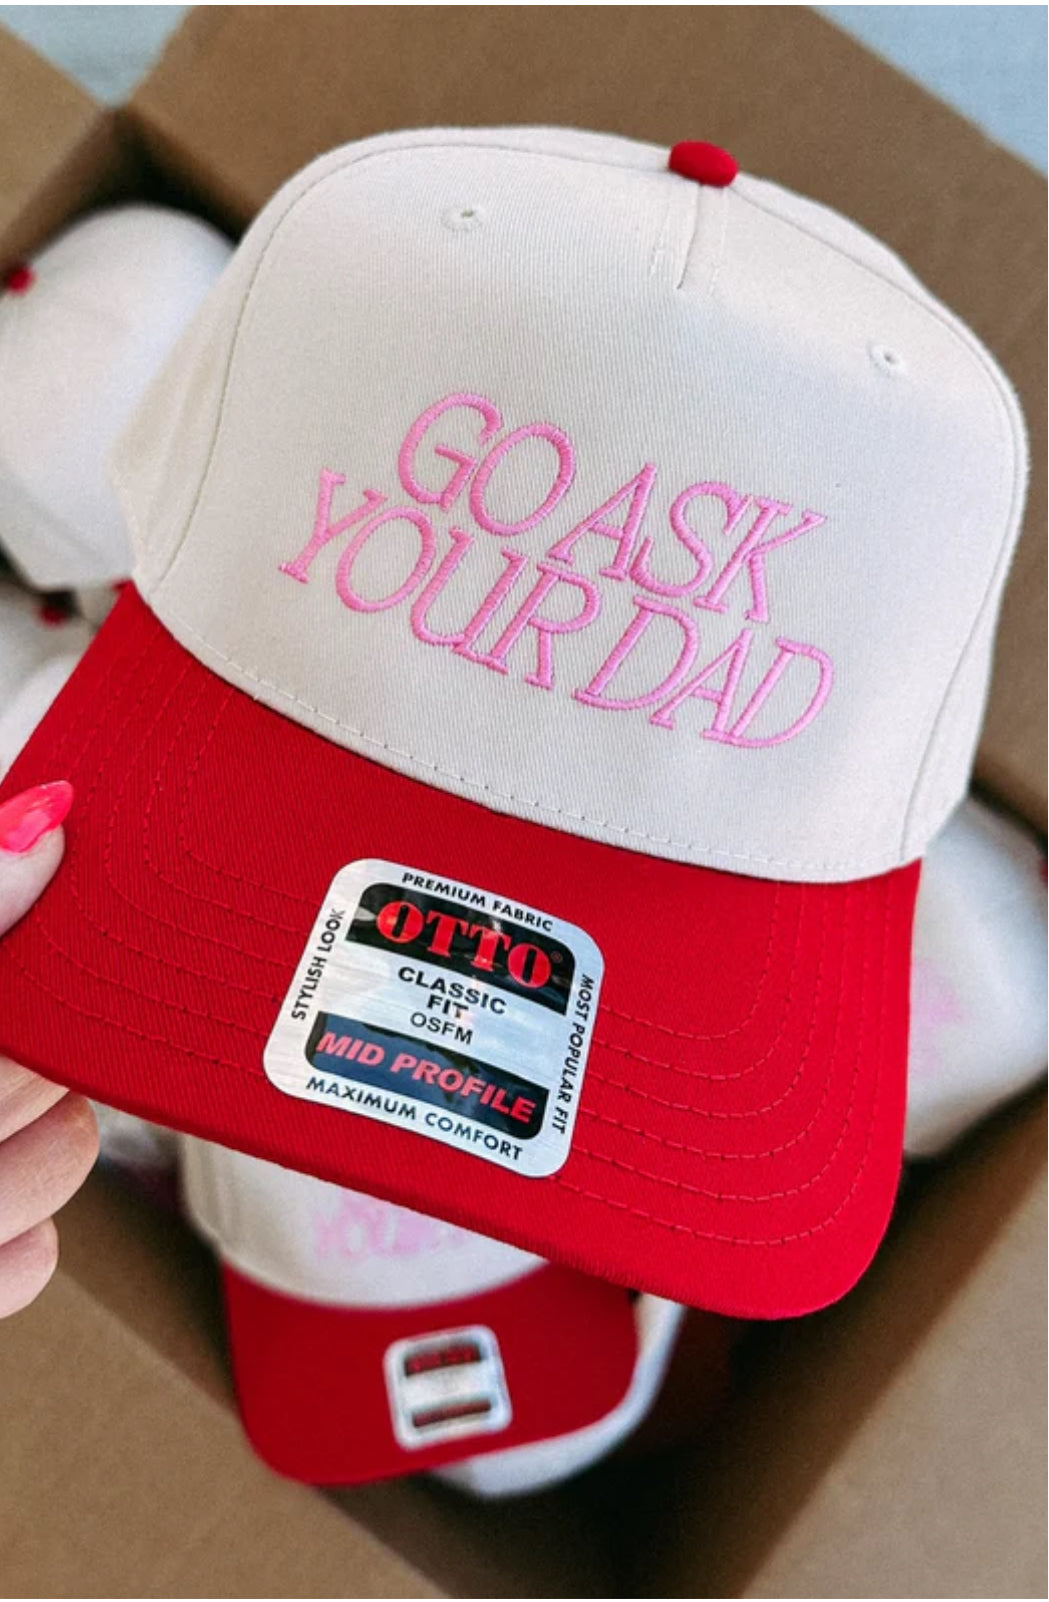 GO ASK
YOUR DAD
PREMIUM FABRIC
STYLISH LOOK
OTTO®
CLASSIC
FIT
OSFM
MID PROFILE
MOST POPULAR FIT
MAXIMUM COMFORT